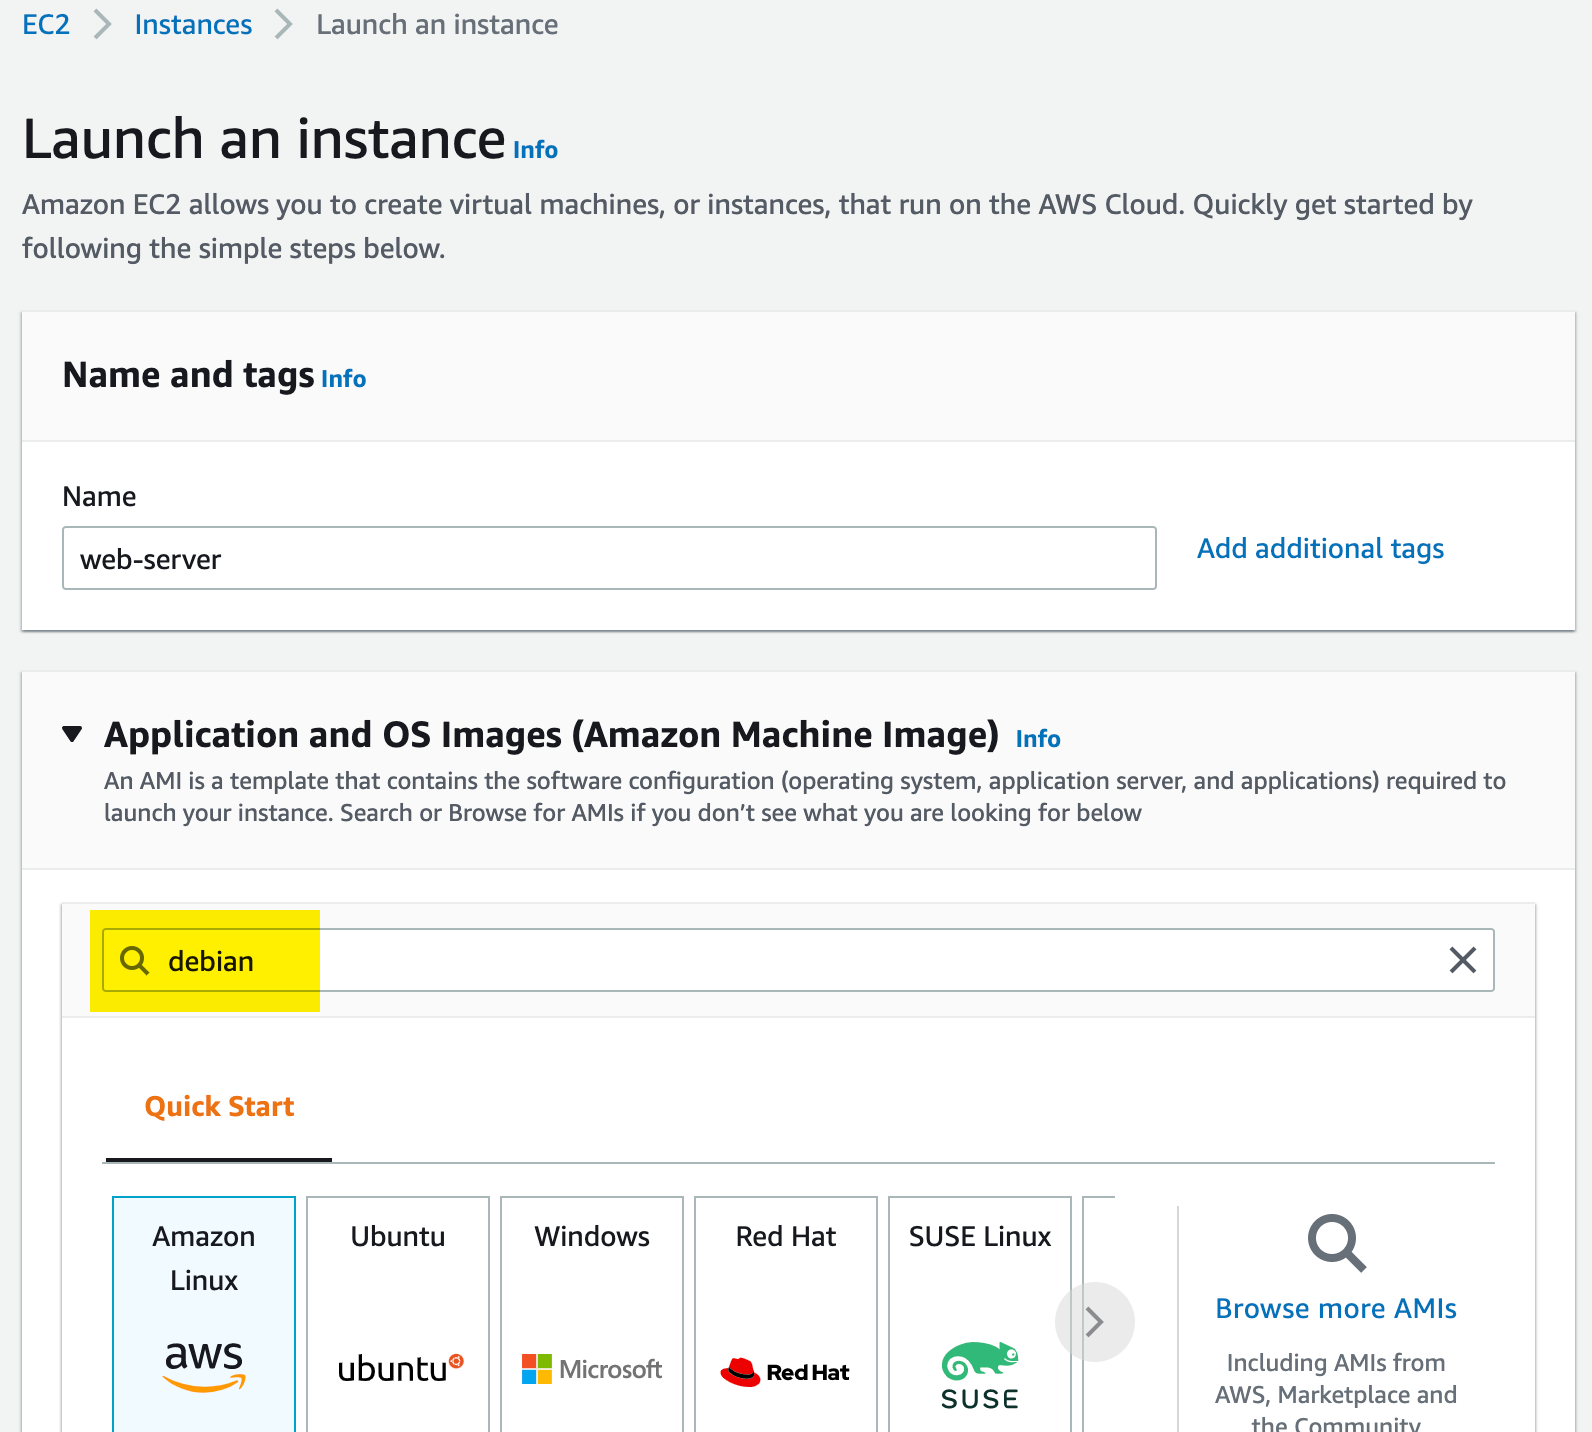 EC2 Instances Launch an instance
Launch an instance Info
Amazon EC2 allows you to create virtual machines, or instances, that run on the AWS Cloud. Quickly get started by
following the simple steps below.
Name and tags Info
Name
web-server
Add additional tags
Application and OS Images (Amazon Machine Image) Info
An AMI is a template that contains the software configuration (operating system, application server, and applications) required to
launch your instance. Search or Browse for AMIs if you don’t see what you are looking for below
debian
Quick Start
Amazon
Linux
aws
Ubuntu
ubuntu
Windows
Microsoft
Red Hat
Red Hat
SUSE Linux
SUSE
Browse more AMIs
Including AMIs from
AWS, Marketplace and
the Community